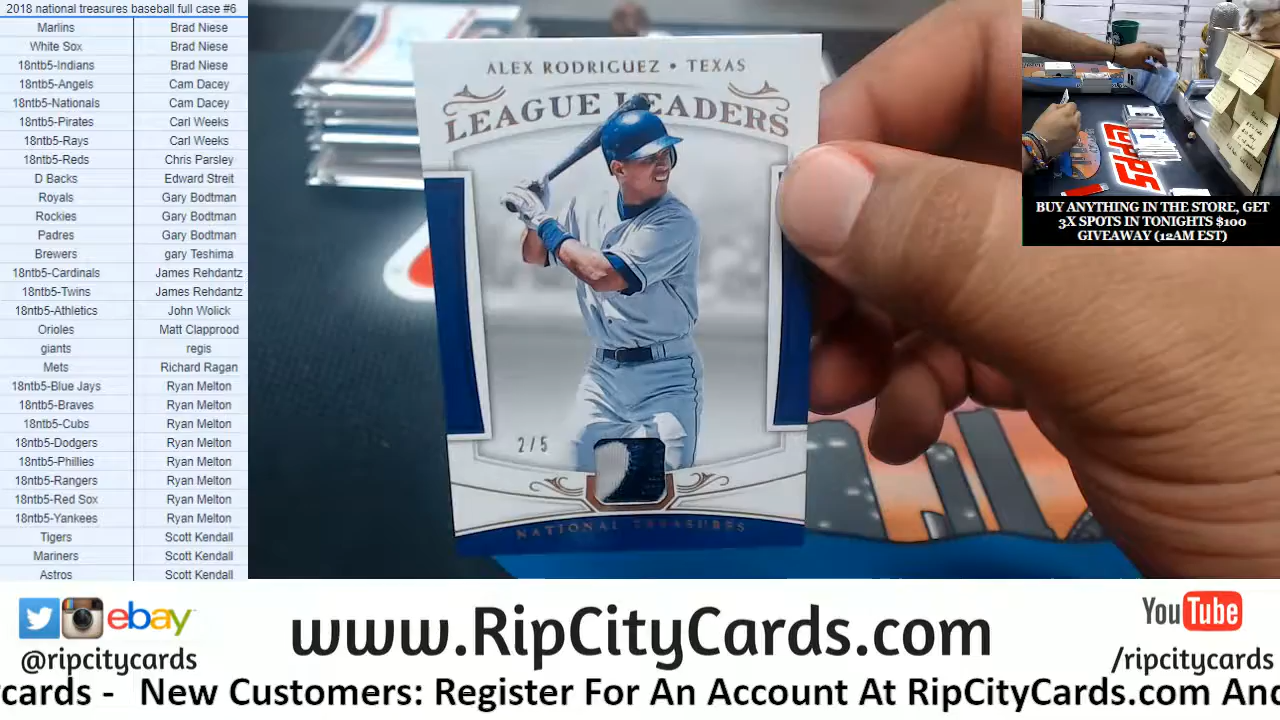 2018 national treasures baseball full case #6
Marlins Brad Niese
White Sox Brad Niese
18ntb5-Indians Brad Niese
18ntb5-Angels Cam Dacey
18ntb5-Nationals Cam Dacey
18ntb5-Pirates Carl Weeks
18ntb5-Rays Carl Weeks
18ntb5-Reds Chris Parsley
D Backs Edward Streit
Royals Gary Bodtman
Rockies Gary Bodtman
Padres Gary Bodtman
Brewers gary Teshima
18ntb5-Cardinals James Rehdantz
18ntb5-Twins James Rehdantz
18ntb5-Athletics John Wolick
Orioles Matt Clapprood
giants regis
Mets Richard Ragan
18ntb5-Blue Jays Ryan Melton
18ntb5-Braves Ryan Melton
18ntb5-Cubs Ryan Melton
18ntb5-Dodgers Ryan Melton
18ntb5-Phillies Ryan Melton
18ntb5-Rangers Ryan Melton
18ntb5-Red Sox Ryan Melton
18ntb5-Yankees Ryan Melton
Tigers Scott Kendall
Mariners Scott Kendall
Astros Scott Kendall
ALEX RODRIGUEZ • TEXAS
LEAGUE LEADERS
2/5
NATIONAL TREASURES
BUY ANYTHING IN THE STORE, GET
3X SPOTS IN TONIGHTS $100
GIVEAWAY (12AM EST)
ebay
@ripcitycards
www.RipCityCards.com
YouTube
/ripcitycards
cards - New Customers: Register For An Account At RipCityCards.com And